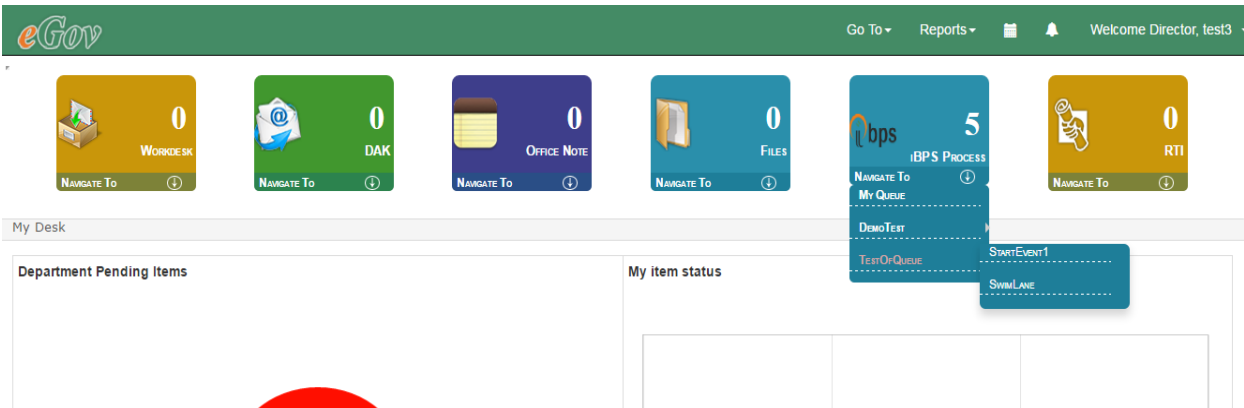 eGov
Go To
Reports
Welcome Director, test3
0
WORKDESK
NAVIGATE TO
0
DAK
NAVIGATE TO
0
OFFICE NOTE
NAVIGATE TO
0
FILES
NAVIGATE TO
ibps
5
iBPS PROCESS
NAVIGATE TO
MY QUEUE
DEMOTEST
TESTOFQUEUE
STARTEVENT1
SWIMLANE
0
RTI
NAVIGATE TO
My Desk
Department Pending Items
My item status